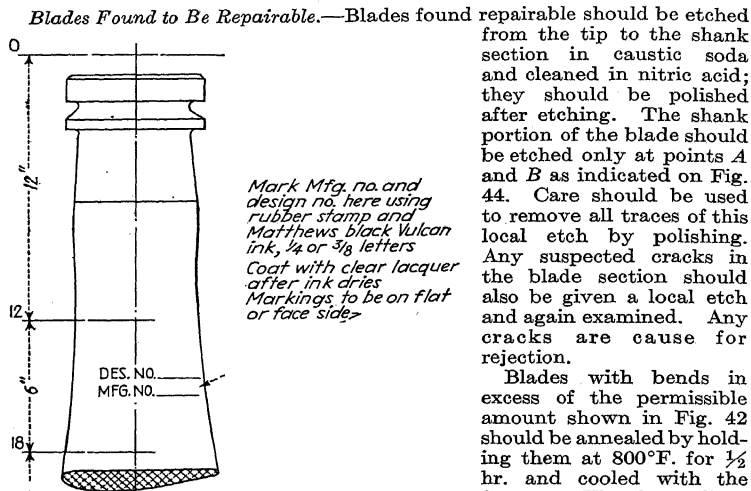 Blades Found to Be Repairable.—Blades found repairable should be etched
from the tip to the shank
section in caustic soda
and cleaned in nitric acid;
they should be polished
after etching. The shank
portion of the blade should
be etched only at points A
and B as indicated on Fig.
44. Care should be used
to remove all traces of this
local etch by polishing.
Any suspected cracks in
the blade section should
also be given a local etch
and again examined. Any
cracks are cause for
rejection.
Blades with bends in
excess of the permissible
amount shown in Fig. 42
should be annealed by hold-
ing them at 800°F. for ½
hr. and cooled with the
0
12"
12
6"
18
DES. NO.
MFG. NO.
Mark Mfg. no. and
design no. here using
rubber stamp and
Matthews black Vulcan
ink, ¼ or ⅜ letters
Coat with clear lacquer
after ink dries
Markings to be on flat
or face side